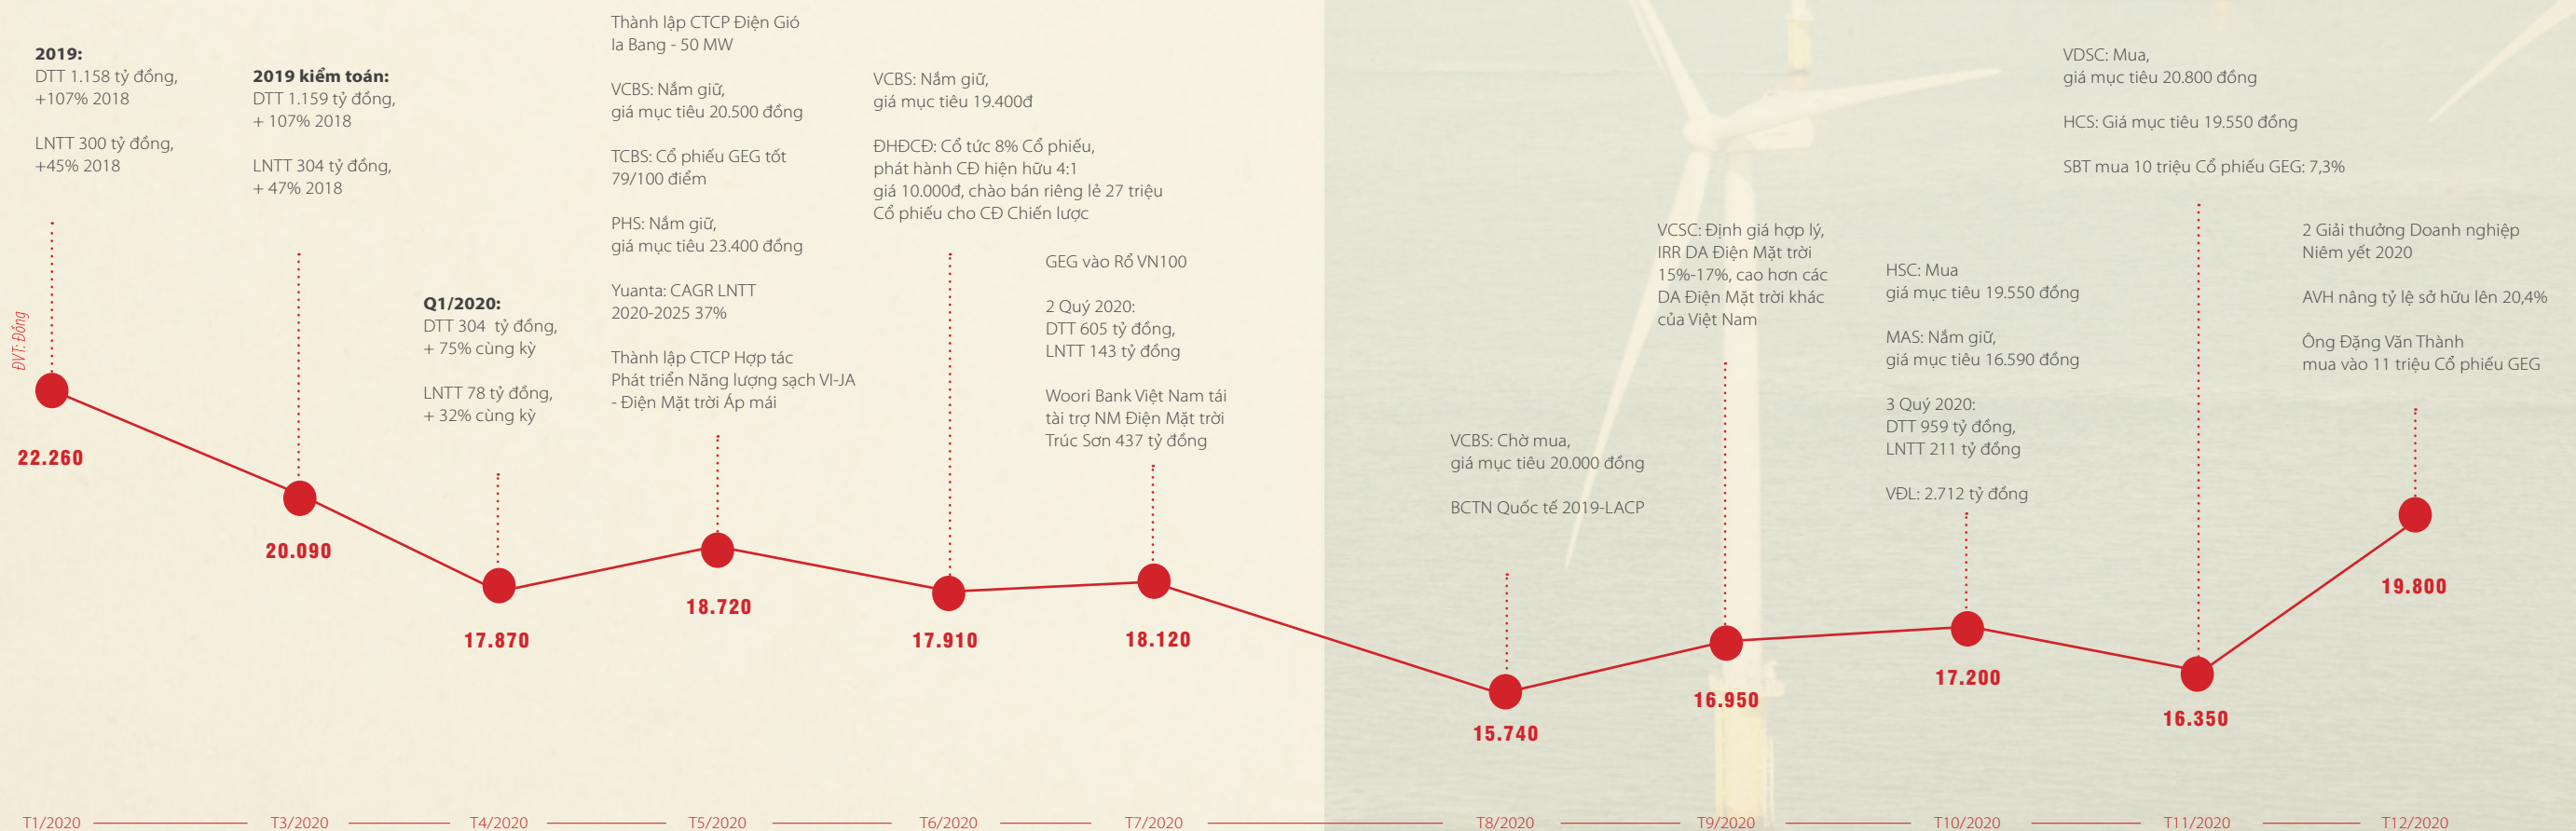 2019:
DTT 1.158 tỷ đồng,
+107% 2018
LNTT 300 tỷ đồng,
+45% 2018
2019 kiểm toán:
DTT 1.159 tỷ đồng,
+ 107% 2018
LNTT 304 tỷ đồng,
+ 47% 2018
Q1/2020:
DTT 304 tỷ đồng,
+ 75% cùng kỳ
LNTT 78 tỷ đồng,
+ 32% cùng kỳ
Thành lập CTCP Điện Gió
Ia Bang - 50 MW
VCBS: Nắm giữ,
giá mục tiêu 20.500 đồng
TCBS: Cổ phiếu GEG tốt
79/100 điểm
PHS: Nắm giữ,
giá mục tiêu 23.400 đồng
Yuanta: CAGR LNTT
2020-2025 37%
Thành lập CTCP Hợp tác
Phát triển Năng lượng sạch VI-JA
- Điện Mặt trời Áp mái
VCBS: Nắm giữ,
giá mục tiêu 19.400đ
ĐHĐCĐ: Cổ tức 8% Cổ phiếu,
phát hành CĐ hiện hữu 4:1
giá 10.000đ, chào bán riêng lẻ 27 triệu
Cổ phiếu cho CĐ Chiến lược
GEG vào Rổ VN100
2 Quý 2020:
DTT 605 tỷ đồng,
LNTT 143 tỷ đồng
Woori Bank Việt Nam tái
tài trợ NM Điện Mặt trời
Trúc Sơn 437 tỷ đồng
VCBS: Chờ mua,
giá mục tiêu 20.000 đồng
BCTN Quốc tế 2019-LACP
VCSC: Định giá hợp lý,
IRR DA Điện Mặt trời
15%-17%, cao hơn các
DA Điện Mặt trời khác
của Việt Nam
HSC: Mua
giá mục tiêu 19.550 đồng
MAS: Nắm giữ,
giá mục tiêu 16.590 đồng
3 Quý 2020:
DTT 959 tỷ đồng,
LNTT 211 tỷ đồng
VĐL: 2.712 tỷ đồng
VDSC: Mua,
giá mục tiêu 20.800 đồng
HCS: Giá mục tiêu 19.550 đồng
SBT mua 10 triệu Cổ phiếu GEG: 7,3%
2 Giải thưởng Doanh nghiệp
Niêm yết 2020
AVH nâng tỷ lệ sở hữu lên 20,4%
Ông Đặng Văn Thành
mua vào 11 triệu Cổ phiếu GEG
ĐVT: Đồng
22.260
20.090
17.870
18.720
17.910
18.120
15.740
16.950
17.200
16.350
19.800
T1/2020
T3/2020
T4/2020
T5/2020
T6/2020
T7/2020
T8/2020
T9/2020
T10/2020
T11/2020
T12/2020